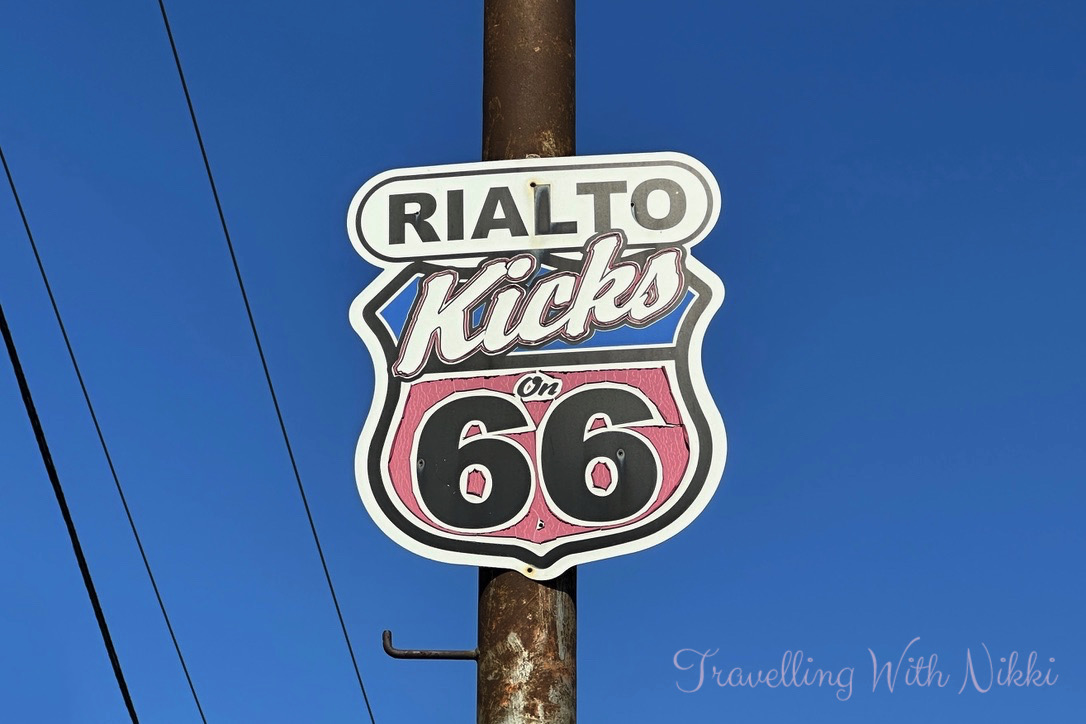 RIALTO
Kicks
On
66
Travelling With Nikki